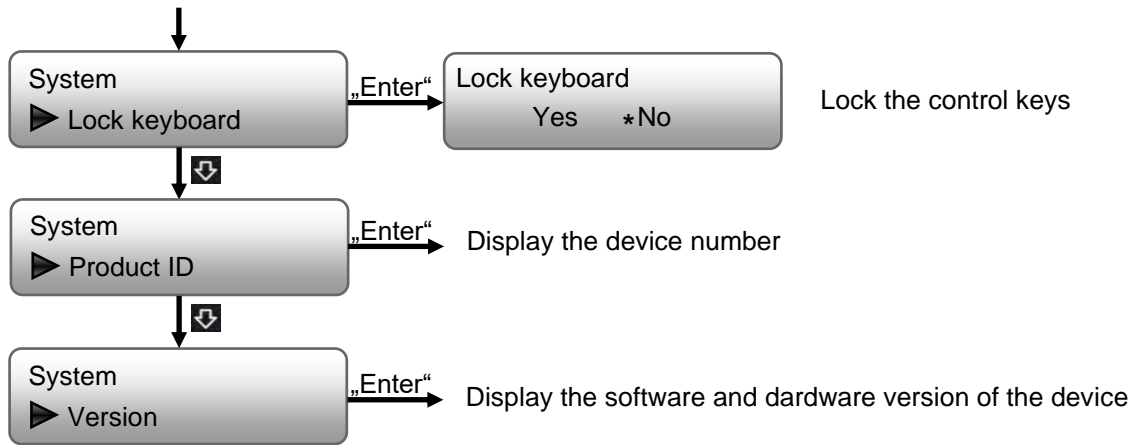 System
Lock keyboard
„Enter“
Lock keyboard
Yes *No
Lock the control keys
System
Product ID
„Enter“
Display the device number
System
Version
„Enter“
Display the software and dardware version of the device